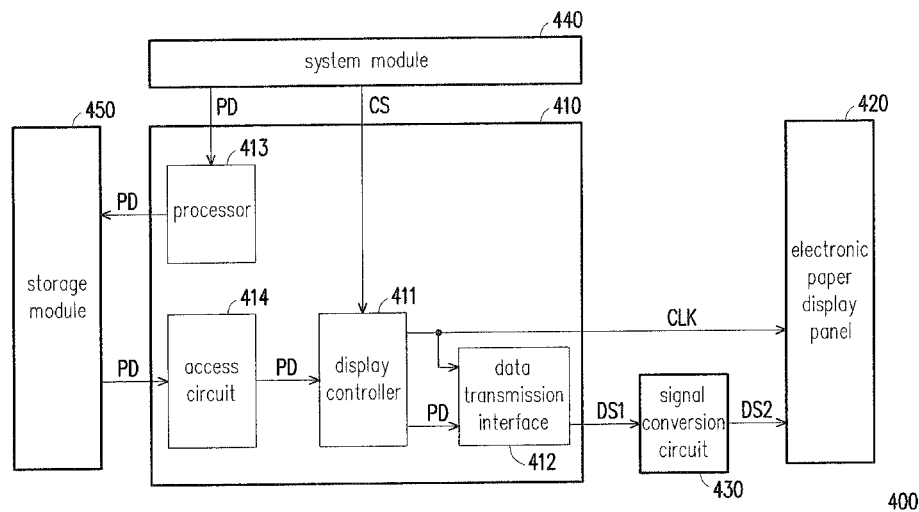 440
system module
450
PD
CS
410
420
413
processor
PD
storage
module
electronic
paper
display
panel
414
411
CLK
PD
access
circuit
PD
display
controller
data
transmission
interface
PD
412
DS1
signal
conversion
circuit
DS2
430
400